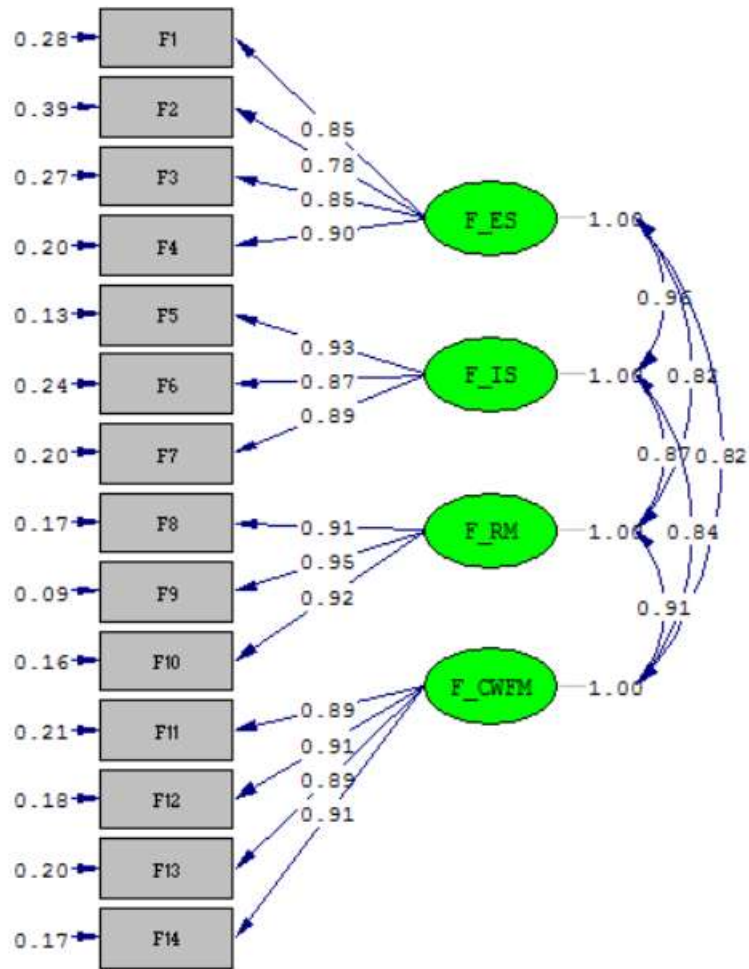 0.28 F1
0.39 F2
0.85
0.78
0.27 F3
0.85
F_ES 1.00
0.20 F4
0.90
0.96
0.13 F5
0.93
F_IS 1.00 0.82
0.24 F6
0.87
0.89
0.20 F7
0.87 0.82
0.17 F8
0.91
F_RM 1.00 0.84
0.95
0.09 F9
0.92
0.91
0.16 F10
F_CWFM 1.00
0.89
0.21 F11
0.91
0.89
0.18 F12
0.91
0.20 F13
0.17 F14